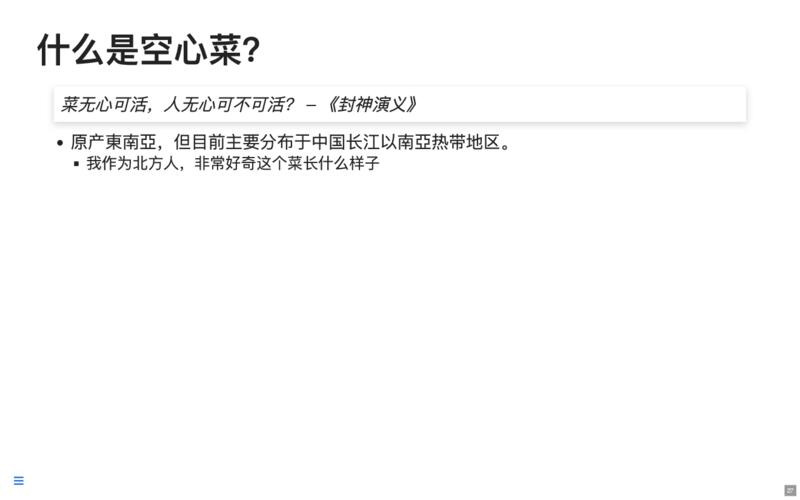 什么是空心菜?
菜无心可活，人无心可不可活？ – 《封神演义》
原产東南亞，但目前主要分布于中国长江以南亞热带地区。
我作为北方人，非常好奇这个菜长什么样子
27